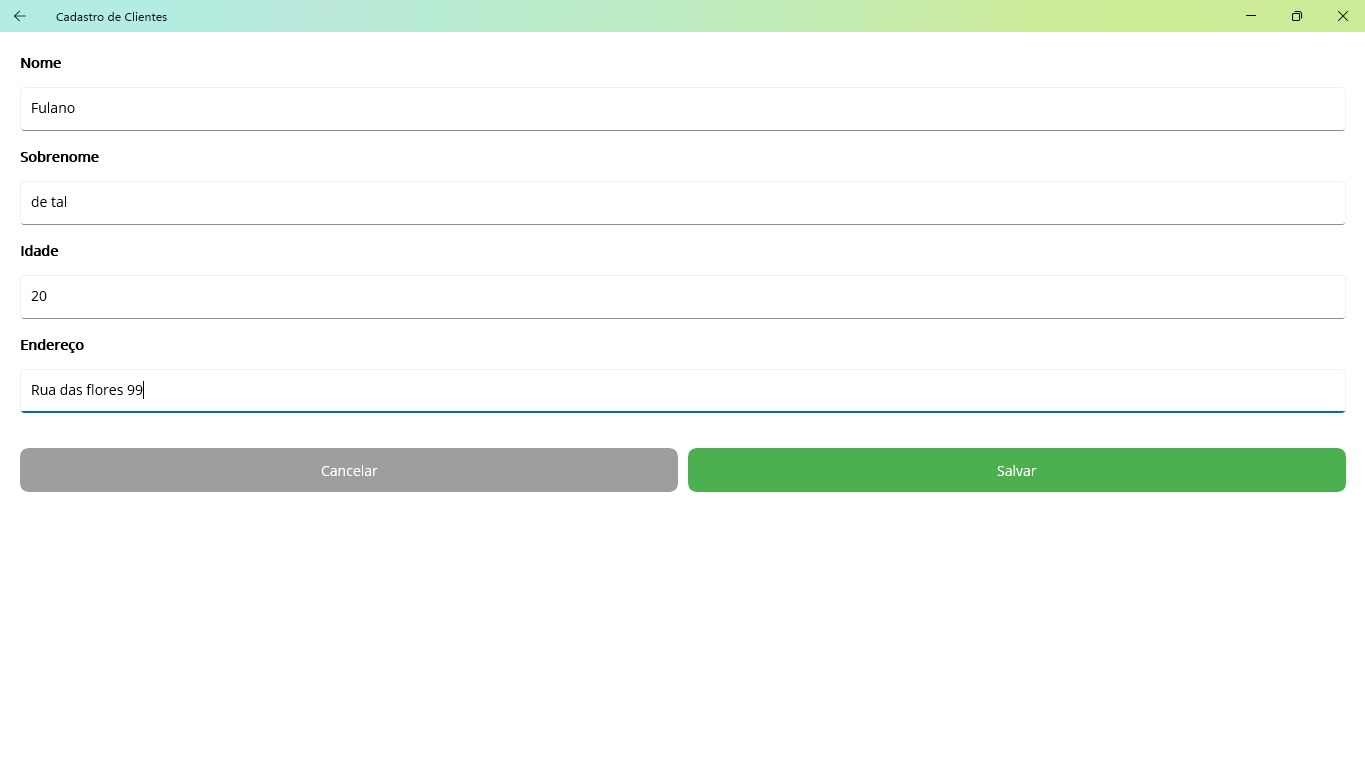 Cadastro de Clientes
Nome
Fulano
Sobrenome
de tal
Idade
20
Endereço
Rua das flores 99
Cancelar Salvar